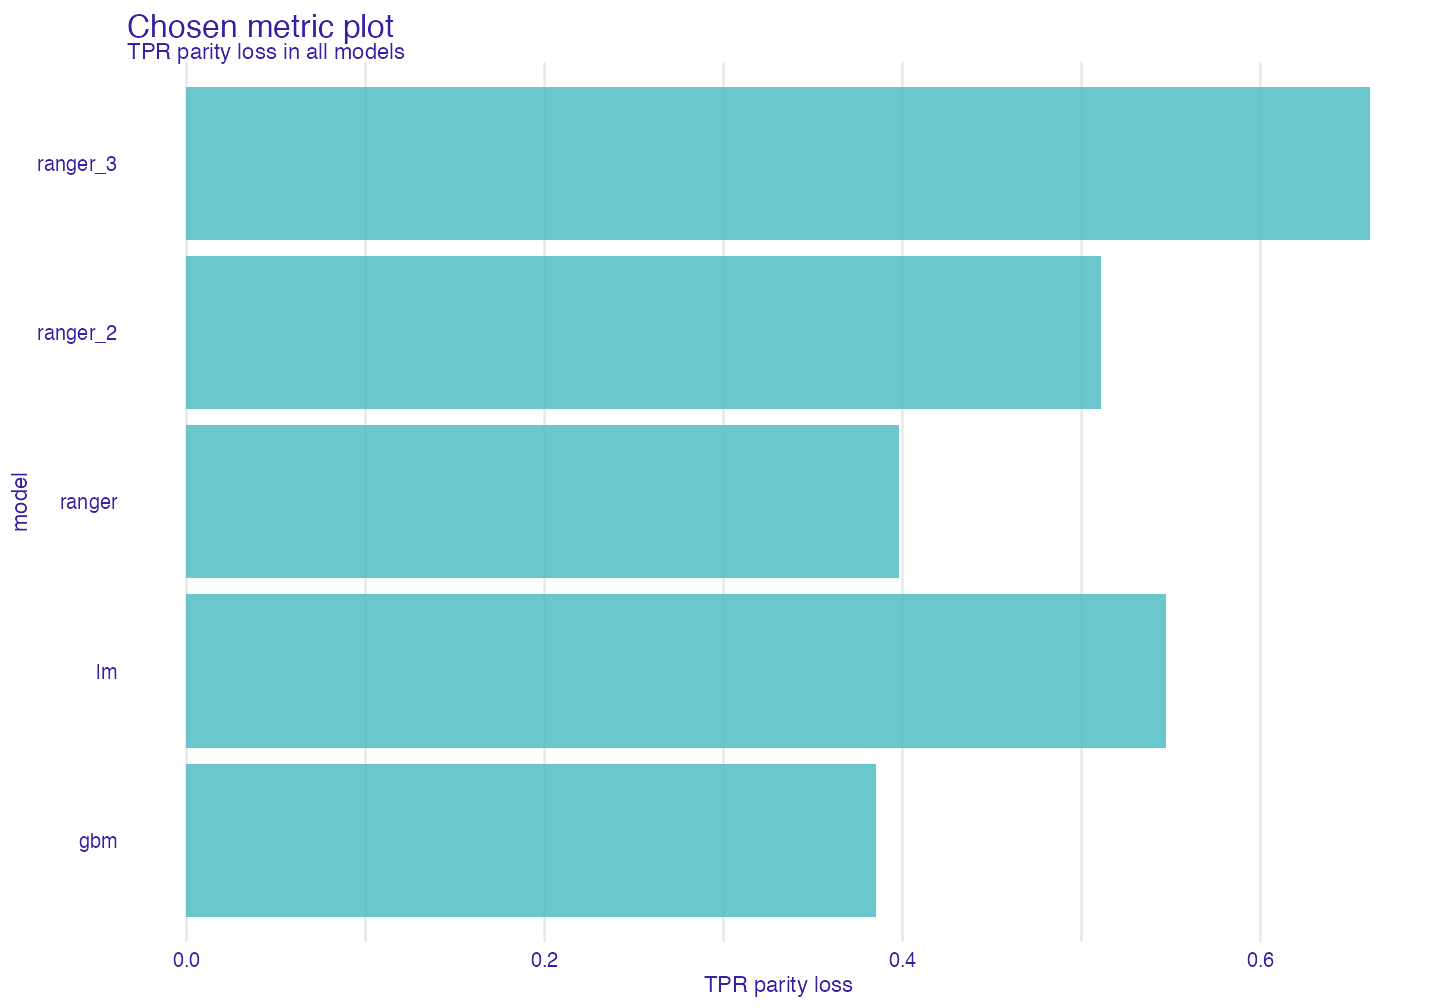 Chosen metric plot
TPR parity loss in all models
ranger_3
ranger_2
ranger
lm
gbm
model
0.0
0.2
0.4
0.6
TPR parity loss